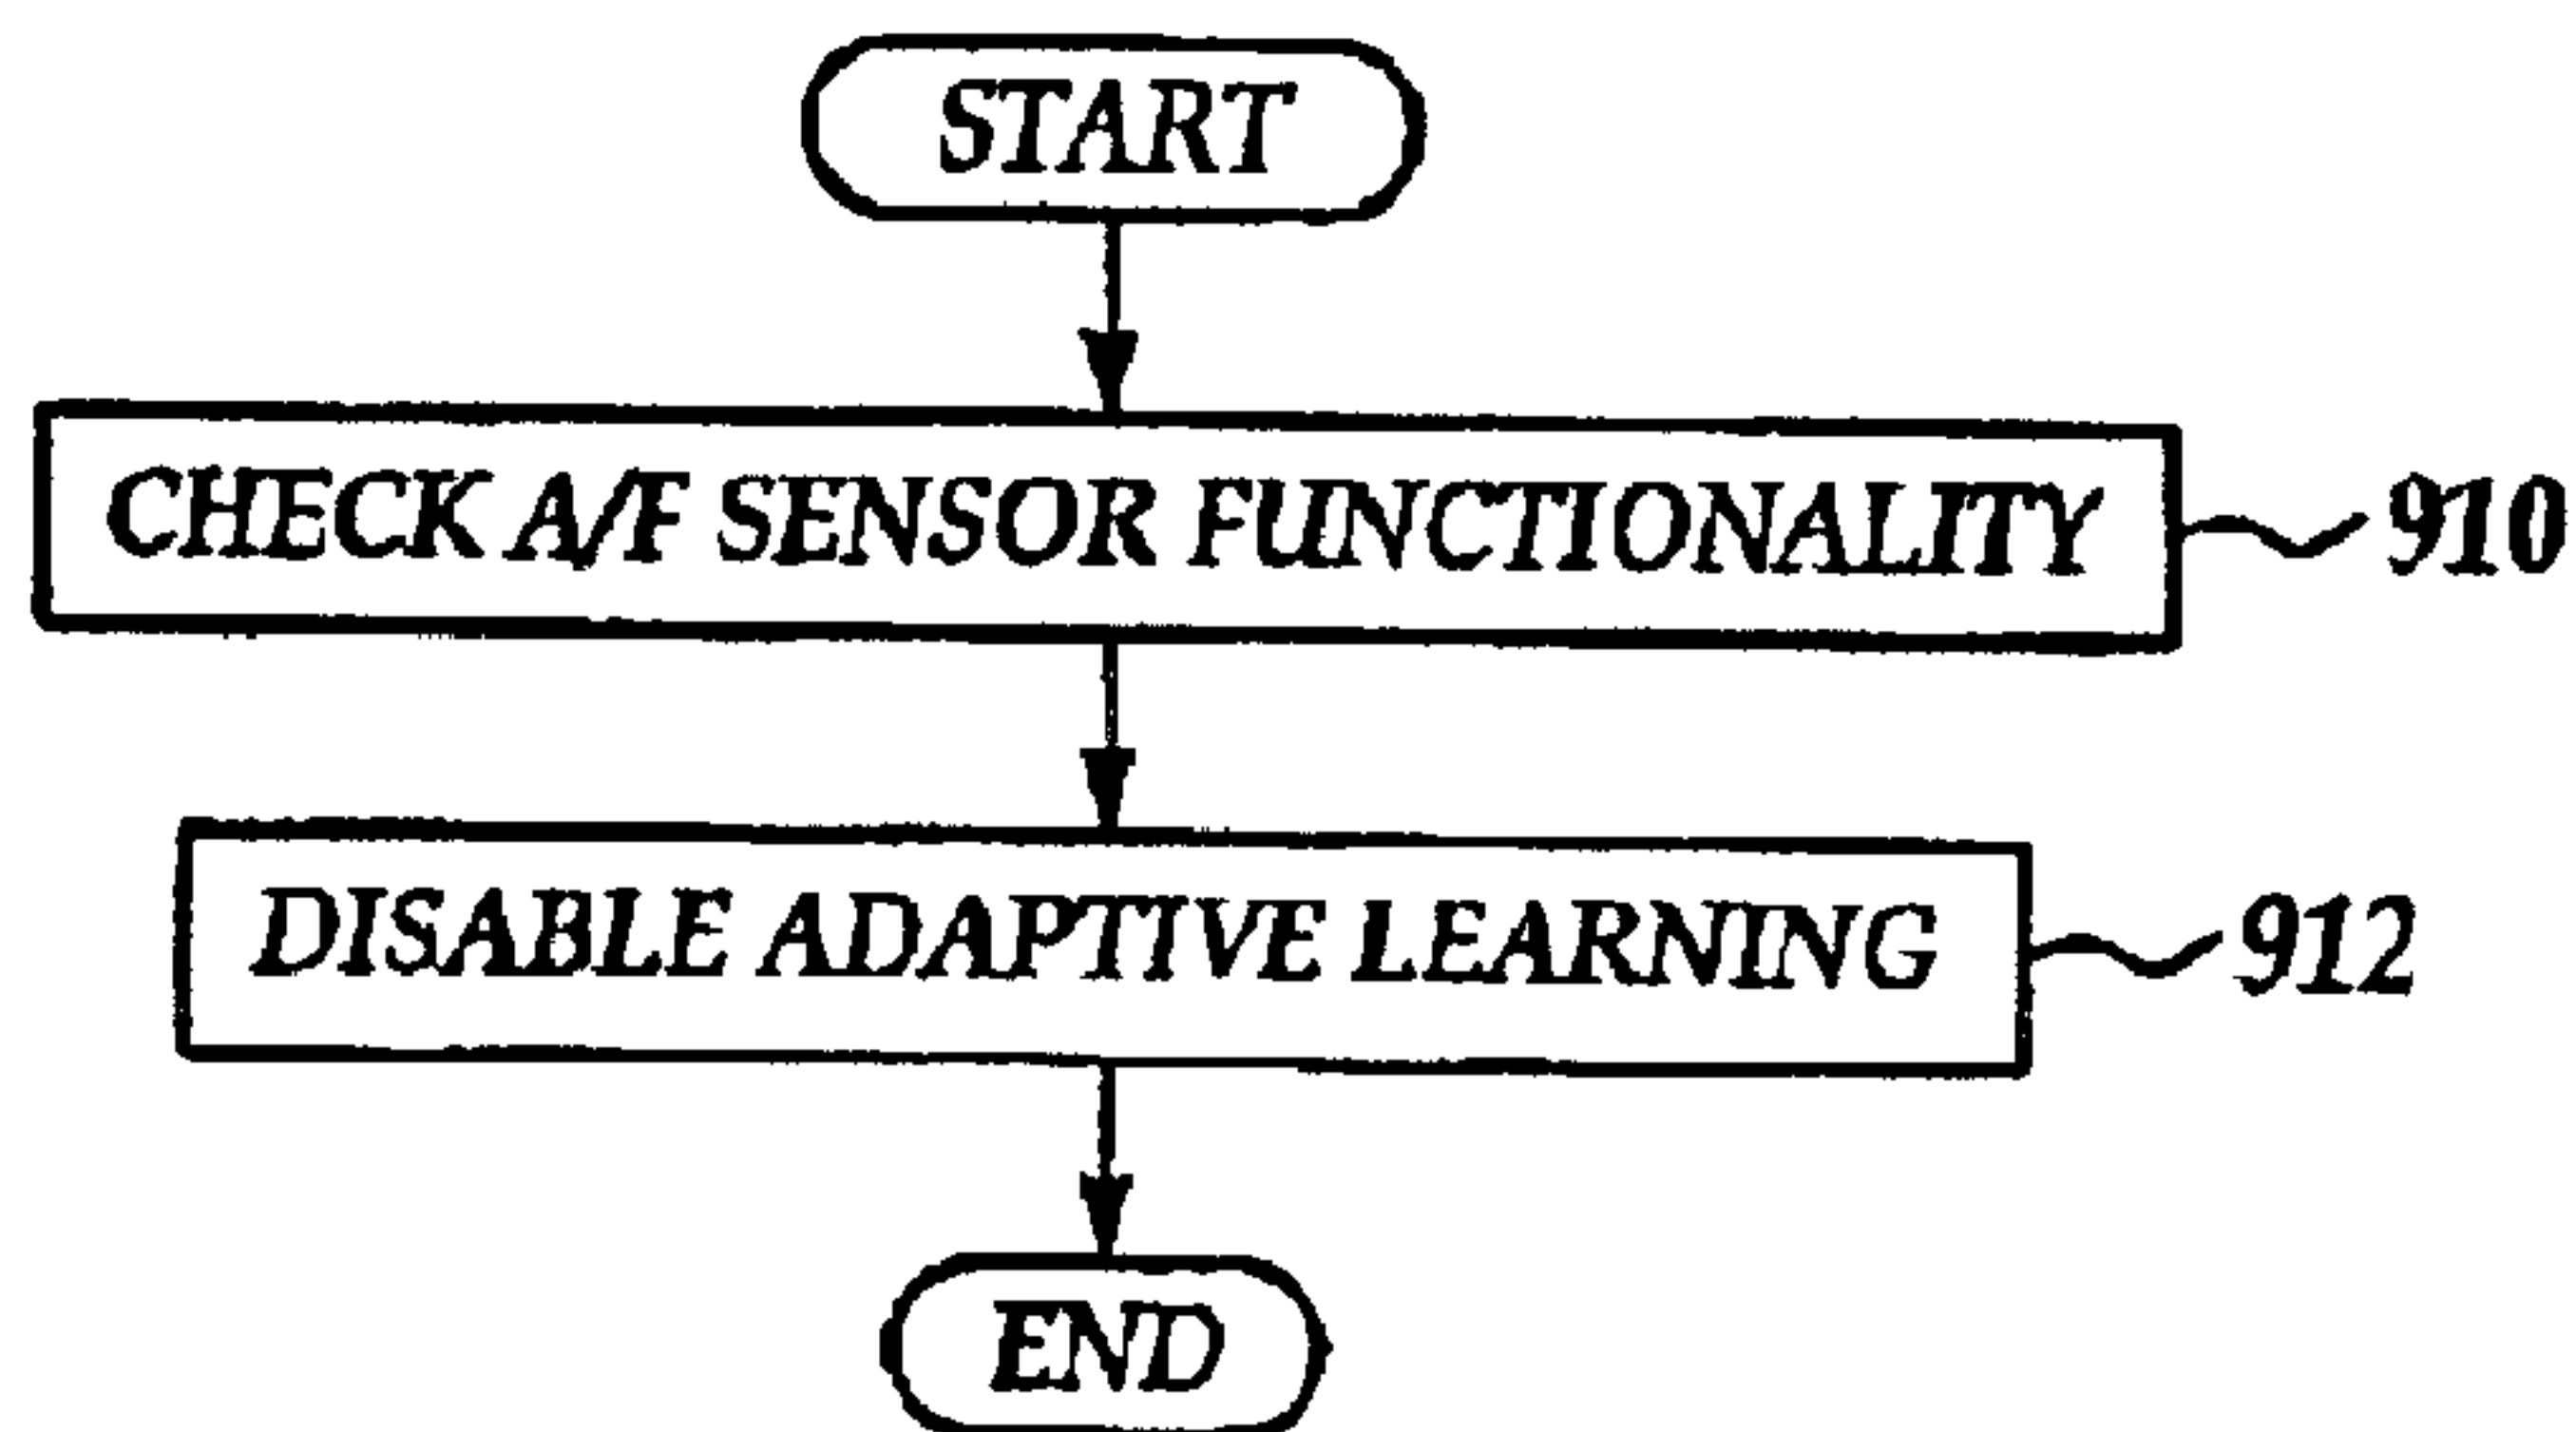 START
CHECK A/F SENSOR FUNCTIONALITY 910
DISABLE ADAPTIVE LEARNING 912
END